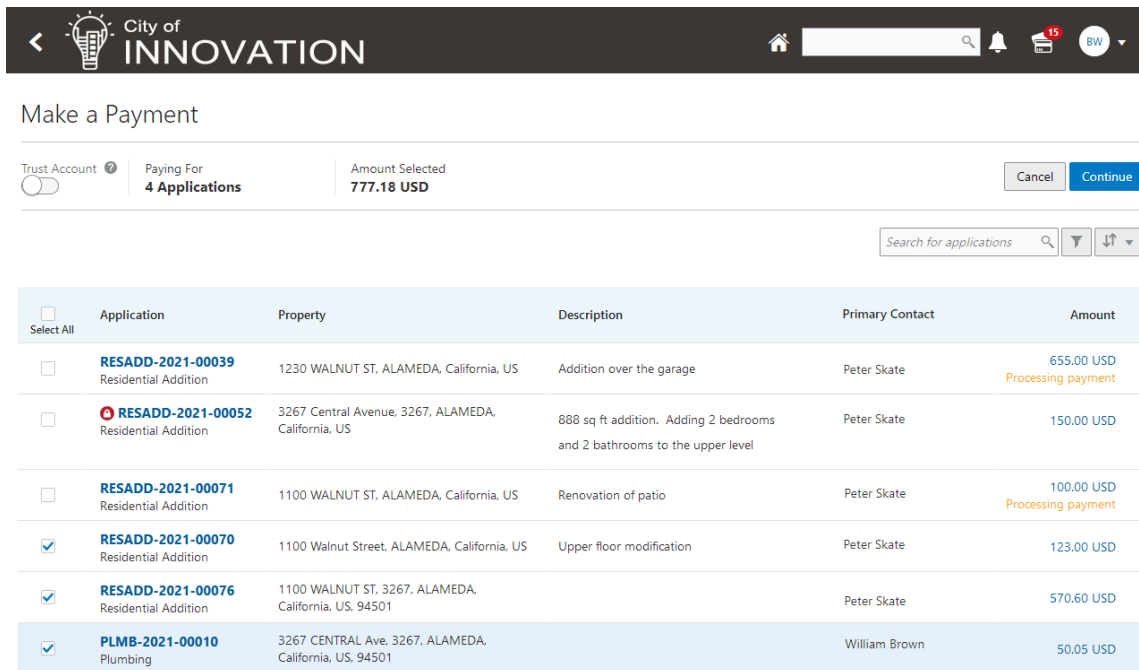 City of
INNOVATION
15
BW
Make a Payment
Trust Account ?
Paying For
4 Applications
Amount Selected
777.18 USD
Cancel
Continue
Search for applications
Select All
Application
Property
Description
Primary Contact
Amount
RESADD-2021-00039
Residential Addition
1230 WALNUT ST, ALAMEDA, California, US
Addition over the garage
Peter Skate
655.00 USD
Processing payment
RESADD-2021-00052
Residential Addition
3267 Central Avenue, 3267, ALAMEDA,
California, US
888 sq ft addition. Adding 2 bedrooms
and 2 bathrooms to the upper level
Peter Skate
150.00 USD
RESADD-2021-00071
Residential Addition
1100 WALNUT ST, ALAMEDA, California, US
Renovation of patio
Peter Skate
100.00 USD
Processing payment
RESADD-2021-00070
Residential Addition
1100 Walnut Street, ALAMEDA, California, US
Upper floor modification
Peter Skate
123.00 USD
RESADD-2021-00076
Residential Addition
1100 WALNUT ST, 3267, ALAMEDA,
California, US, 94501
Peter Skate
570.60 USD
PLMB-2021-00010
Plumbing
3267 CENTRAL Ave, 3267, ALAMEDA,
California, US, 94501
William Brown
50.05 USD